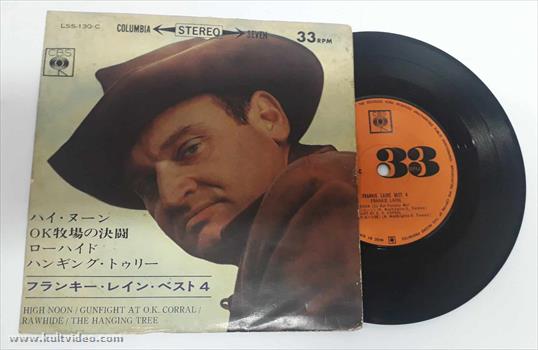 LSS-130-C
COLUMBIA STEREO SEVEN
33 RPM
CBS
ハイ・ヌーン
OK牧場の決闘
ローハイド
ハンギング・トゥリー
フランキー・レイン・ベスト4
HIGH NOON / GUNFIGHT AT O.K. CORRAL /
RAWHIDE / THE HANGING TREE
CBS
33
FRANKIE LAINE BEST 4
FRANKIE LAINE
www.kultvideo.com